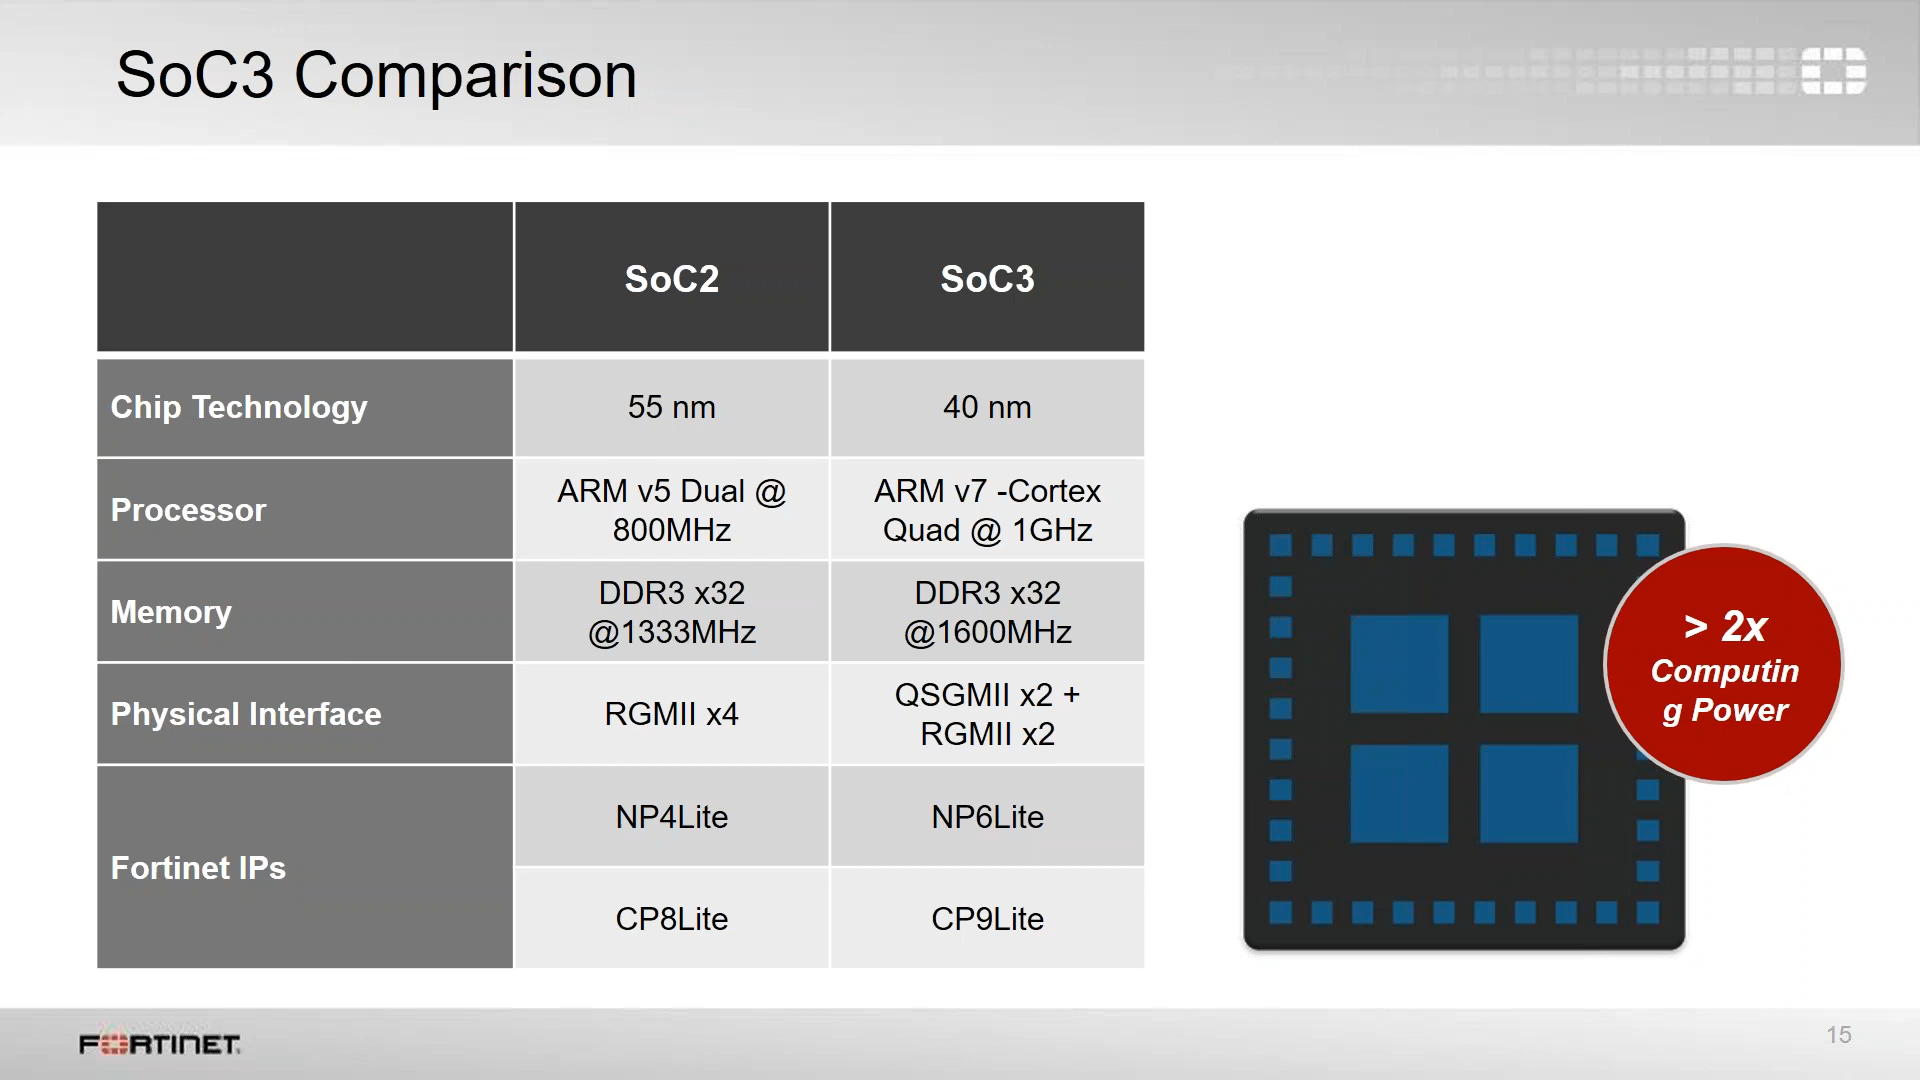 SoC3 Comparison
SoC2
SoC3
Chip Technology
55 nm
40 nm
Processor
ARM v5 Dual @
800MHz
ARM v7 -Cortex
Quad @ 1GHz
Memory
DDR3 x32
@1333MHz
DDR3 x32
@1600MHz
Physical Interface
RGMII x4
QSGMII x2 +
RGMII x2
Fortinet IPs
NP4Lite
NP6Lite
CP8Lite
CP9Lite
> 2x
Computin
g Power
FORTINET
15